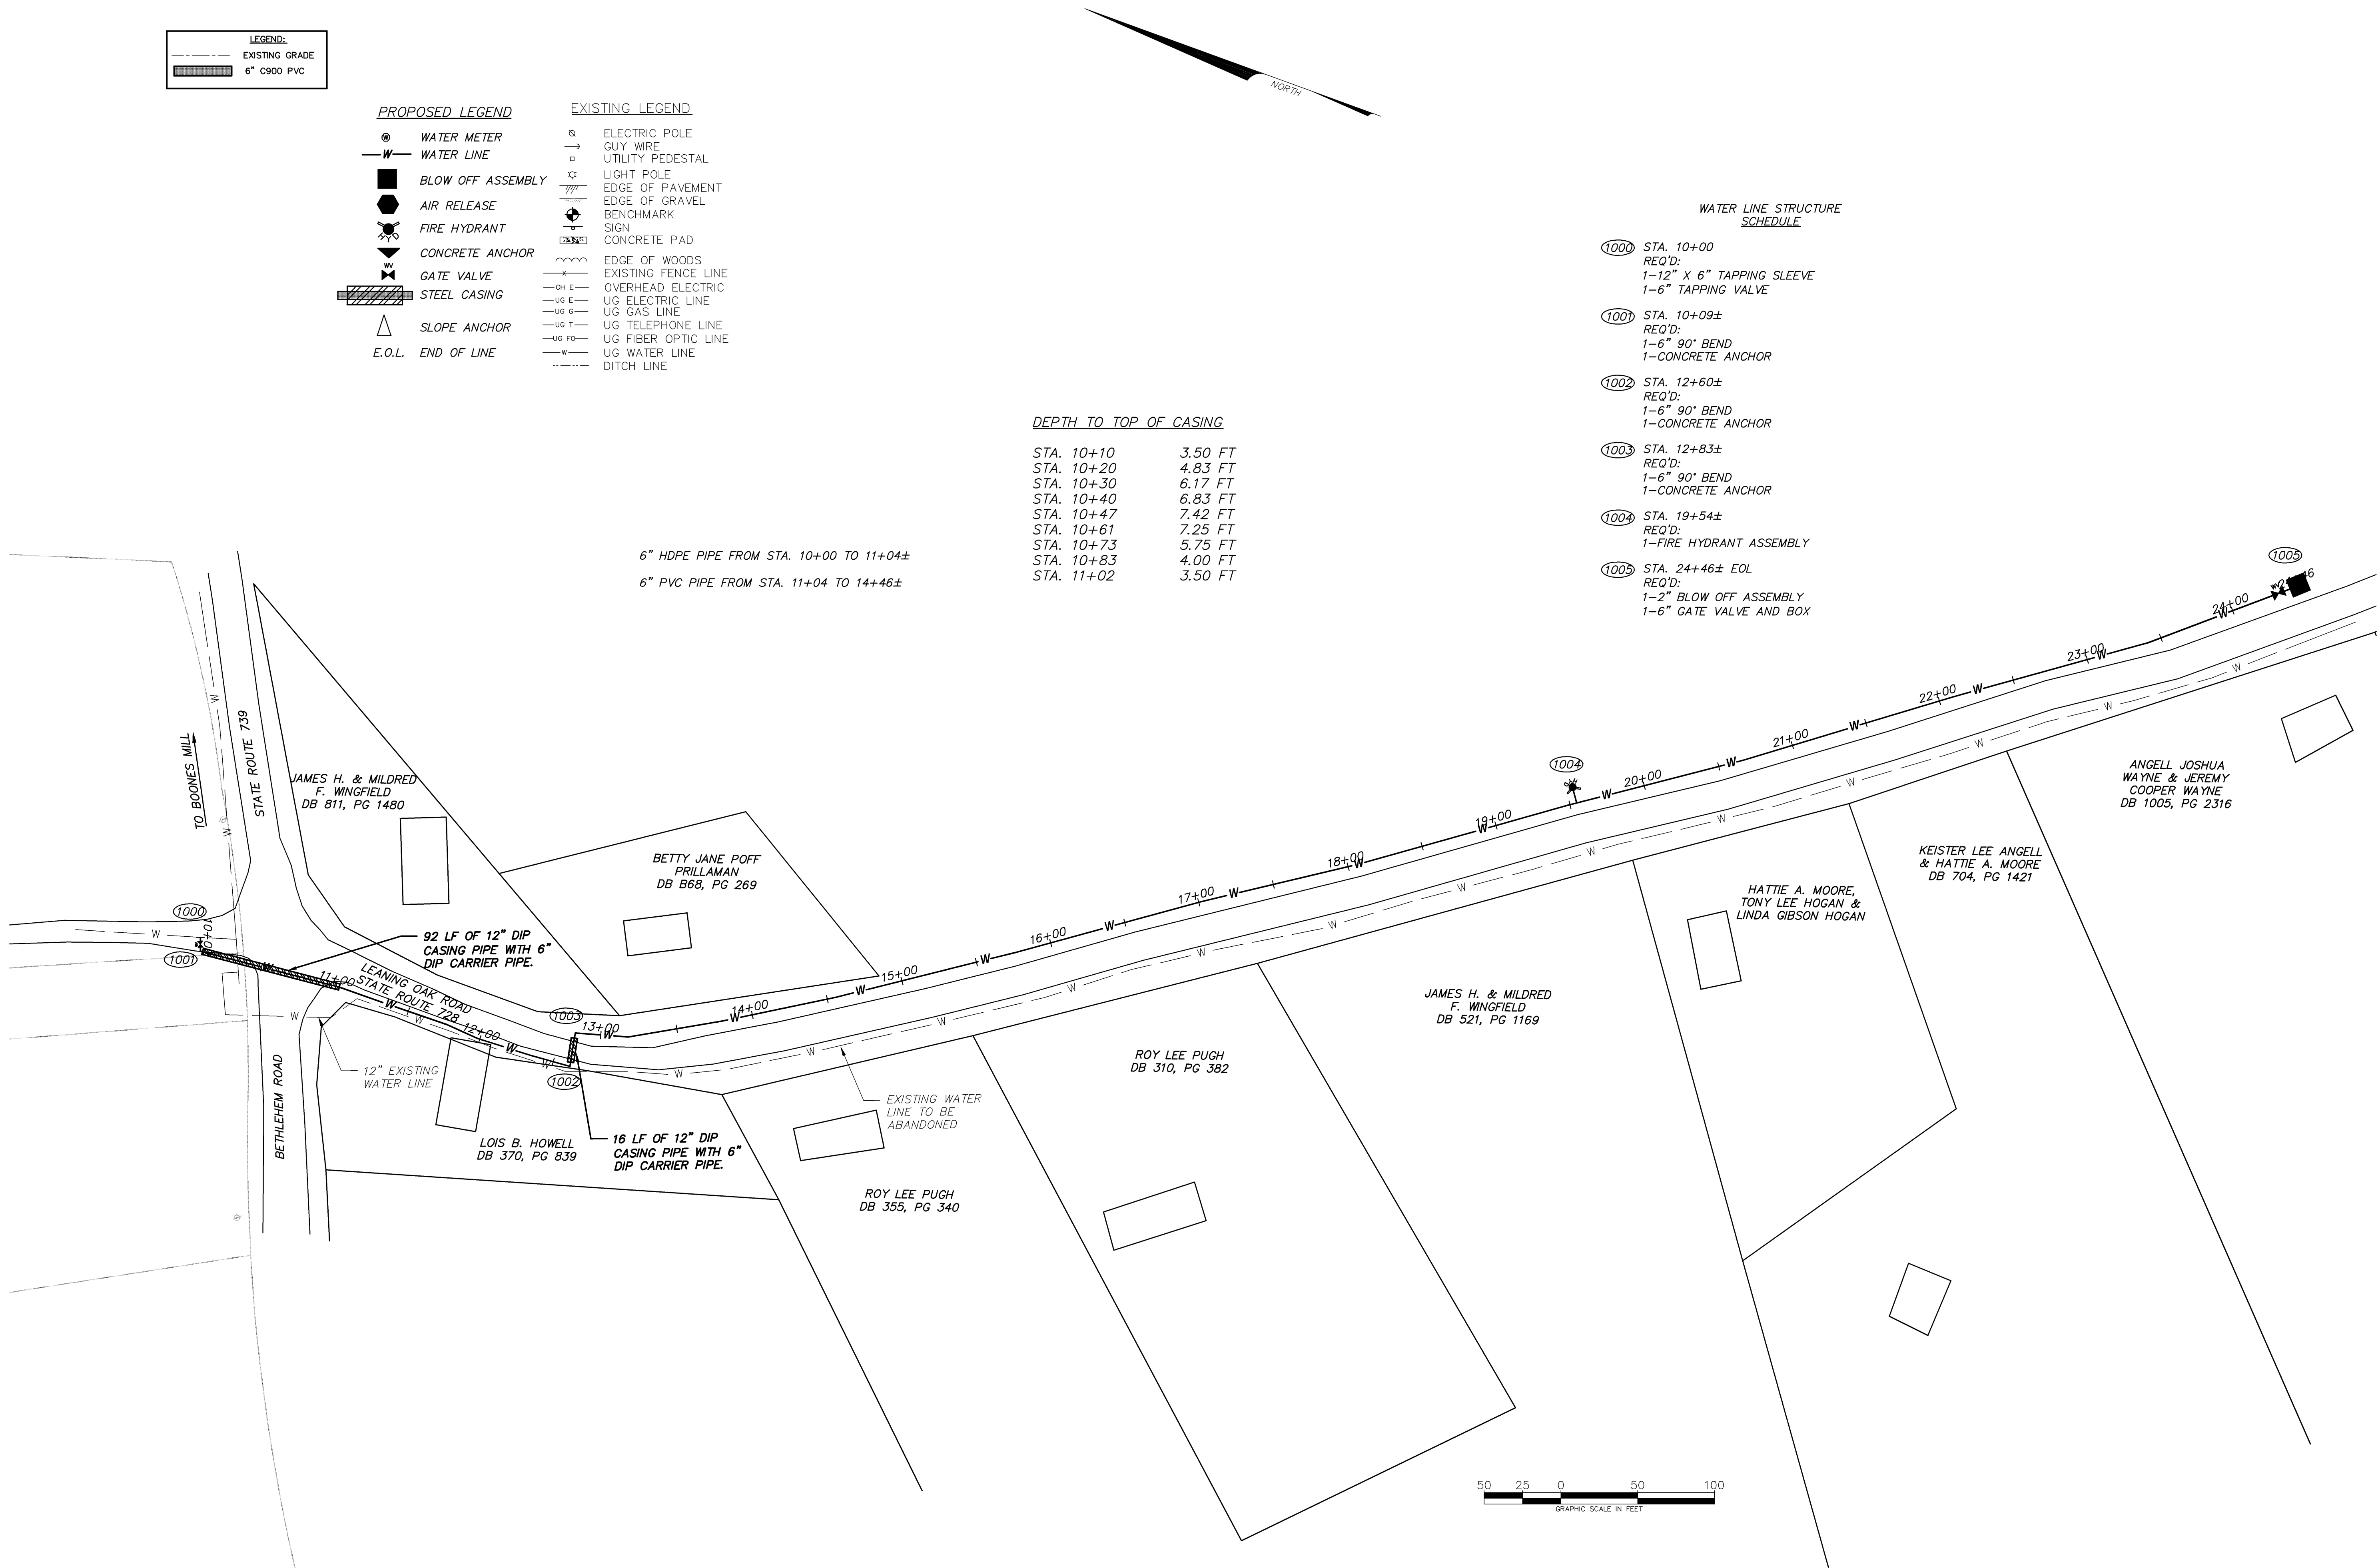 LEGEND:
EXISTING GRADE
6" C900 PVC
NORTH
PROPOSED LEGEND
WATER METER
W WATER LINE
BLOW OFF ASSEMBLY
AIR RELEASE
FIRE HYDRANT
CONCRETE ANCHOR
WV
GATE VALVE
STEEL CASING
SLOPE ANCHOR
E.O.L. END OF LINE
EXISTING LEGEND
ELECTRIC POLE
GUY WIRE
UTILITY PEDESTAL
LIGHT POLE
EDGE OF PAVEMENT
EDGE OF GRAVEL
BENCHMARK
SIGN
CONCRETE PAD
EDGE OF WOODS
EXISTING FENCE LINE
OH E OVERHEAD ELECTRIC
UG E UG ELECTRIC LINE
UG G UG GAS LINE
UG T UG TELEPHONE LINE
UG FO UG FIBER OPTIC LINE
W UG WATER LINE
DITCH LINE
WATER LINE STRUCTURE
SCHEDULE
1000 STA. 10+00
REQ'D:
1-12" X 6" TAPPING SLEEVE
1-6" TAPPING VALVE
1001 STA. 10+09±
REQ'D:
1-6" 90° BEND
1-CONCRETE ANCHOR
1002 STA. 12+60±
REQ'D:
1-6" 90° BEND
1-CONCRETE ANCHOR
1003 STA. 12+83±
REQ'D:
1-6" 90° BEND
1-CONCRETE ANCHOR
1004 STA. 19+54±
REQ'D:
1-FIRE HYDRANT ASSEMBLY
1005 STA. 24+46± EOL
REQ'D:
1-2" BLOW OFF ASSEMBLY
1-6" GATE VALVE AND BOX
DEPTH TO TOP OF CASING
STA. 10+10 3.50 FT
STA. 10+20 4.83 FT
STA. 10+30 6.17 FT
STA. 10+40 6.83 FT
STA. 10+47 7.42 FT
STA. 10+61 7.25 FT
STA. 10+73 5.75 FT
STA. 10+83 4.00 FT
STA. 11+02 3.50 FT
6" HDPE PIPE FROM STA. 10+00 TO 11+04±
6" PVC PIPE FROM STA. 11+04 TO 14+46±
TO BOONES MILL
STATE ROUTE 739
JAMES H. & MILDRED
F. WINGFIELD
DB 811, PG 1480
BETTY JANE POFF
PRILLAMAN
DB B68, PG 269
1000
1001
92 LF OF 12" DIP
CASING PIPE WITH 6"
DIP CARRIER PIPE.
LEANING OAK ROAD
STATE ROUTE 728
11+00
12+00
1003
13+00
1002
14+00
15+00
16+00
17+00
18+00
19+00
1004
20+00
21+00
22+00
23+00
24+00
1005
12" EXISTING
WATER LINE
BETHLEHEM ROAD
LOIS B. HOWELL
DB 370, PG 839
16 LF OF 12" DIP
CASING PIPE WITH 6"
DIP CARRIER PIPE.
EXISTING WATER
LINE TO BE
ABANDONED
ROY LEE PUGH
DB 355, PG 340
ROY LEE PUGH
DB 310, PG 382
JAMES H. & MILDRED
F. WINGFIELD
DB 521, PG 1169
HATTIE A. MOORE,
TONY LEE HOGAN &
LINDA GIBSON HOGAN
KEISTER LEE ANGELL
& HATTIE A. MOORE
DB 704, PG 1421
ANGELL JOSHUA
WAYNE & JEREMY
COOPER WAYNE
DB 1005, PG 2316
50 25 0 50 100
GRAPHIC SCALE IN FEET